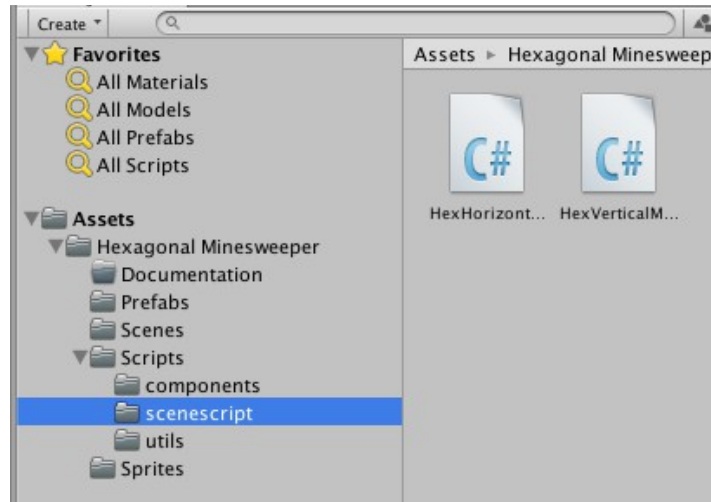 Create
Favorites
All Materials
All Models
All Prefabs
All Scripts
Assets
Hexagonal Minesweeper
Documentation
Prefabs
Scenes
Scripts
components
scenescript
utils
Sprites
Assets ▸ Hexagonal Minesweep
C# C#
HexHorizont... HexVerticalM...